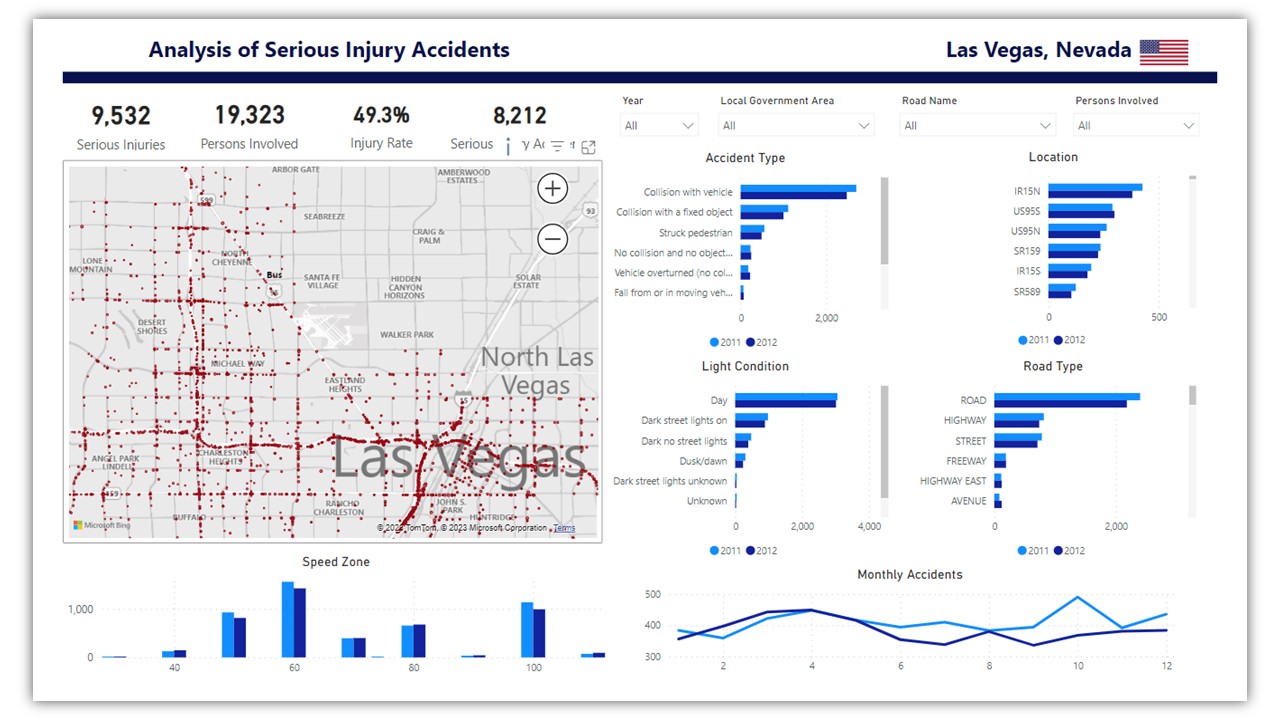 Analysis of Serious Injury Accidents
Las Vegas, Nevada
9,532
Serious Injuries
19,323
Persons Involved
49.3%
Injury Rate
8,212
Serious
Year
All
Local Government Area
All
Road Name
All
Persons Involved
All
ARBOR GATE
AMBERWOOD
ESTATES
599
93
SEABREEZE
CRAIG &
PALM
LONE
MOUNTAIN
NORTH
CHEYENNE
Bus
SANTA FE
VILLAGE
HIDDEN
CANYON
HORIZONS
SOLAR
ESTATE
DESERT
SHORES
WALKER PARK
MICHAEL WAY
North Las
Vegas
EASTLAND
HEIGHTS
15
Las Vegas
ANGEL PARK
LINDELL
CHARLESTON
HEIGHTS
159
BUFFALO
RANCHO
CHARLESTON
JOHN S.
PARK
HUNTRIDGE
Microsoft Bing
© 2023 TomTom, © 2023 Microsoft Corporation
Terms
Accident Type
Collision with vehicle
Collision with a fixed object
Struck pedestrian
No collision and no object...
Vehicle overturned (no col...
Fall from or in moving veh...
0
2,000
2011
2012
Location
IR15N
US95S
US95N
SR159
IR15S
SR589
0
500
2011
2012
Light Condition
Day
Dark street lights on
Dark no street lights
Dusk/dawn
Dark street lights unknown
Unknown
0
2,000
4,000
2011
2012
Road Type
ROAD
HIGHWAY
STREET
FREEWAY
HIGHWAY EAST
AVENUE
0
2,000
2011
2012
Speed Zone
1,000
0
40
60
80
100
Monthly Accidents
500
400
300
2
4
6
8
10
12